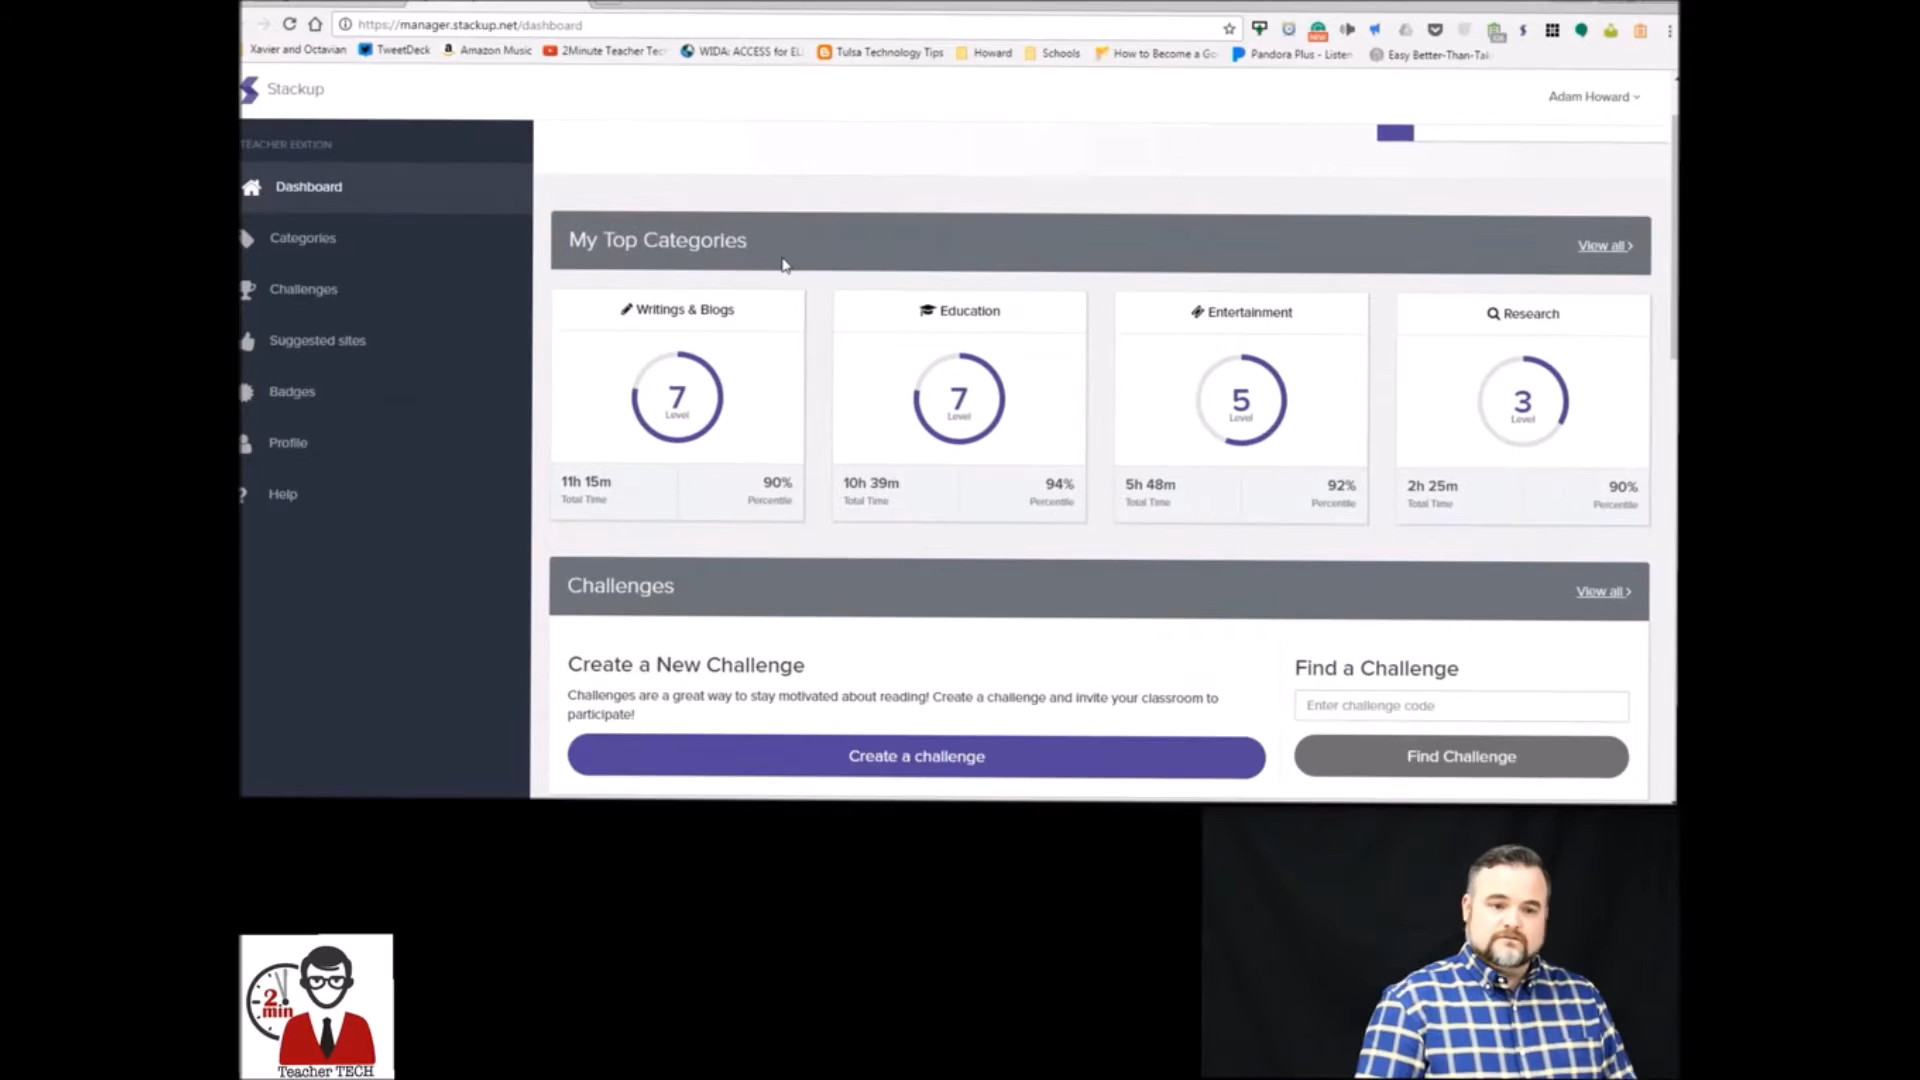 https://manager.stackup.net/dashboard
NEW
Xavier and Octavian
TweetDeck
Amazon Music
2Minute Teacher Tec
WIDA: ACCESS for EL
Tulsa Technology Tips
Howard
Schools
How to Become a Go
Pandora Plus - Listen
Easy Better-Than-Tak
Stackup
Adam Howard
TEACHER EDITION
Dashboard
Categories
Challenges
Suggested sites
Badges
Profile
Help
My Top Categories
View all >
Writings & Blogs
7
Level
11h 15m
90%
Total Time
Percentile
Education
7
Level
10h 39m
94%
Total Time
Percentile
Entertainment
5
Level
5h 48m
92%
Total Time
Percentile
Research
3
Level
2h 25m
90%
Total Time
Percentile
Challenges
View all >
Create a New Challenge
Challenges are a great way to stay motivated about reading! Create a challenge and invite your classroom to
participate!
Create a challenge
Find a Challenge
Enter challenge code
Find Challenge
2
min
Teacher TECH